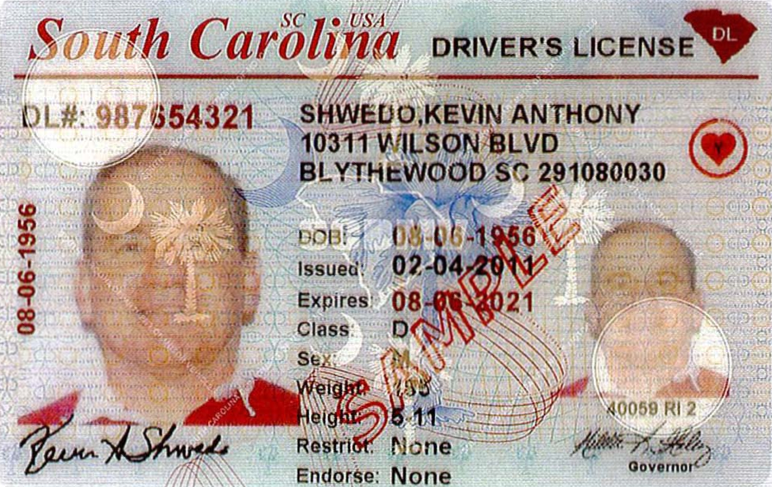 SC USA
South Carolina DRIVER'S LICENSE DL
DL#: 987654321
SHWEDO,KEVIN ANTHONY
10311 WILSON BLVD
BLYTHEWOOD SC 291080030
Y
08-06-1956
DOB: 08-06-1956
Issued: 02-04-2011
Expires: 08-06-2021
Class: D
Sex: M
Weight:
Height: 5 11
Restrict: None
Endorse: None
SAMPLE
Kevin A Shwedo
40059 RI 2
Governor